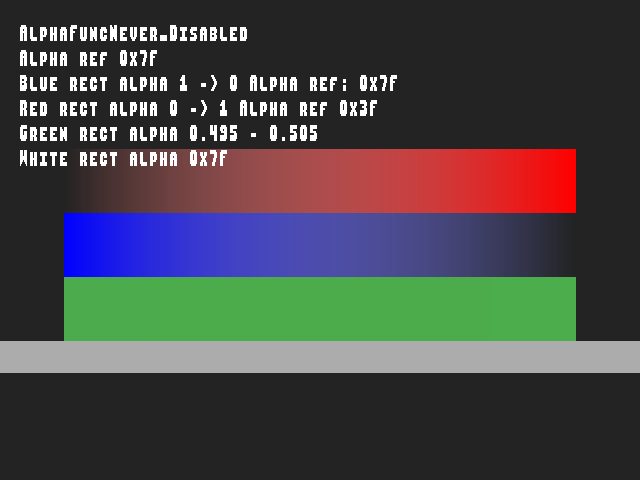 AlphaFuncNever_Disabled
Alpha ref 0x7f
Blue rect alpha 1 -> 0 Alpha ref: 0x7f
Red rect alpha 0 -> 1 Alpha ref 0x3f
Green rect alpha 0.495 - 0.505
White rect alpha 0x7f